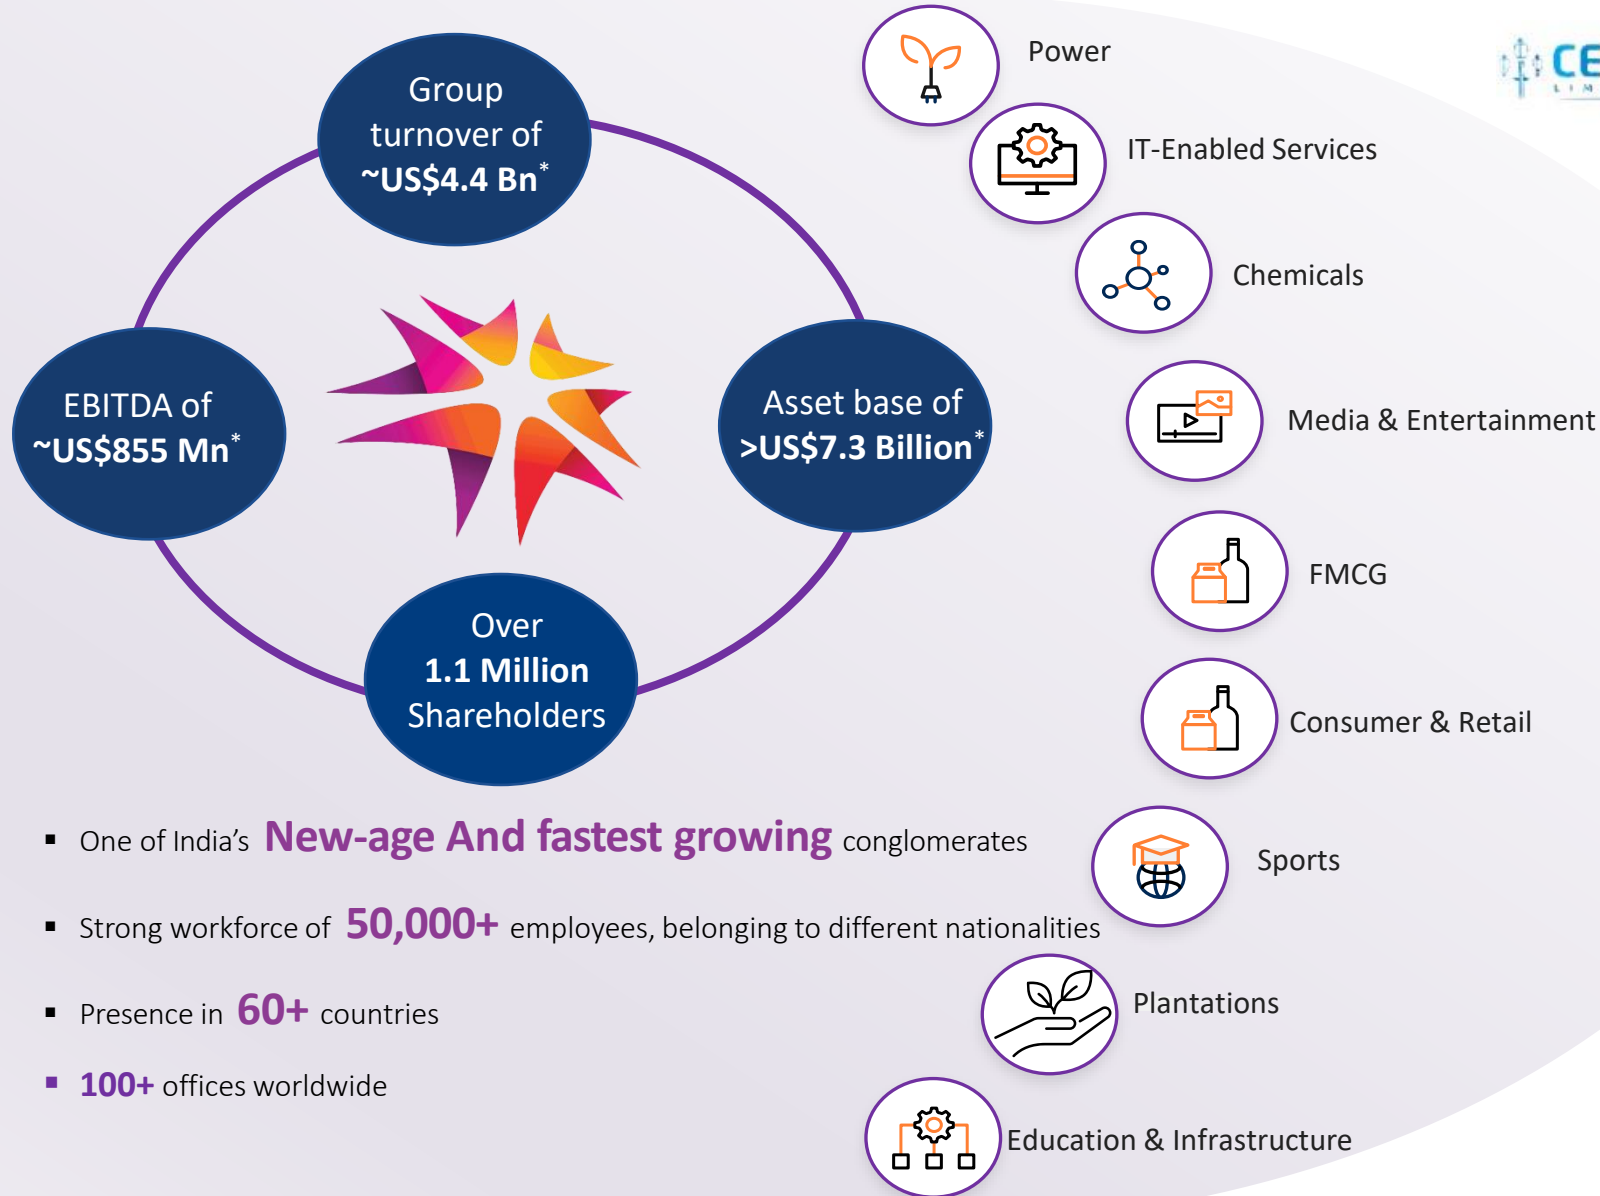 Group
turnover of
~US$4.4 Bn*
EBITDA of
~US$855 Mn*
Asset base of
>US$7.3 Billion*
Over
1.1 Million
Shareholders
▪ One of India's New-age And fastest growing conglomerates
▪ Strong workforce of 50,000+ employees, belonging to different nationalities
▪ Presence in 60+ countries
▪ 100+ offices worldwide
Power
IT-Enabled Services
Chemicals
Media & Entertainment
FMCG
Consumer & Retail
Sports
Plantations
Education & Infrastructure